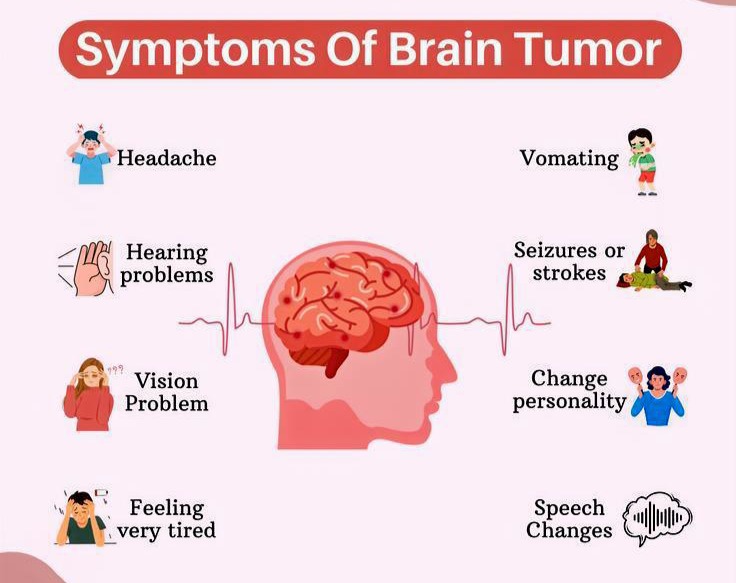 Symptoms Of Brain Tumor
Headache
Hearing
problems
Vision
Problem
Feeling
very tired
Vomating
Seizures or
strokes
Change
personality
Speech
Changes